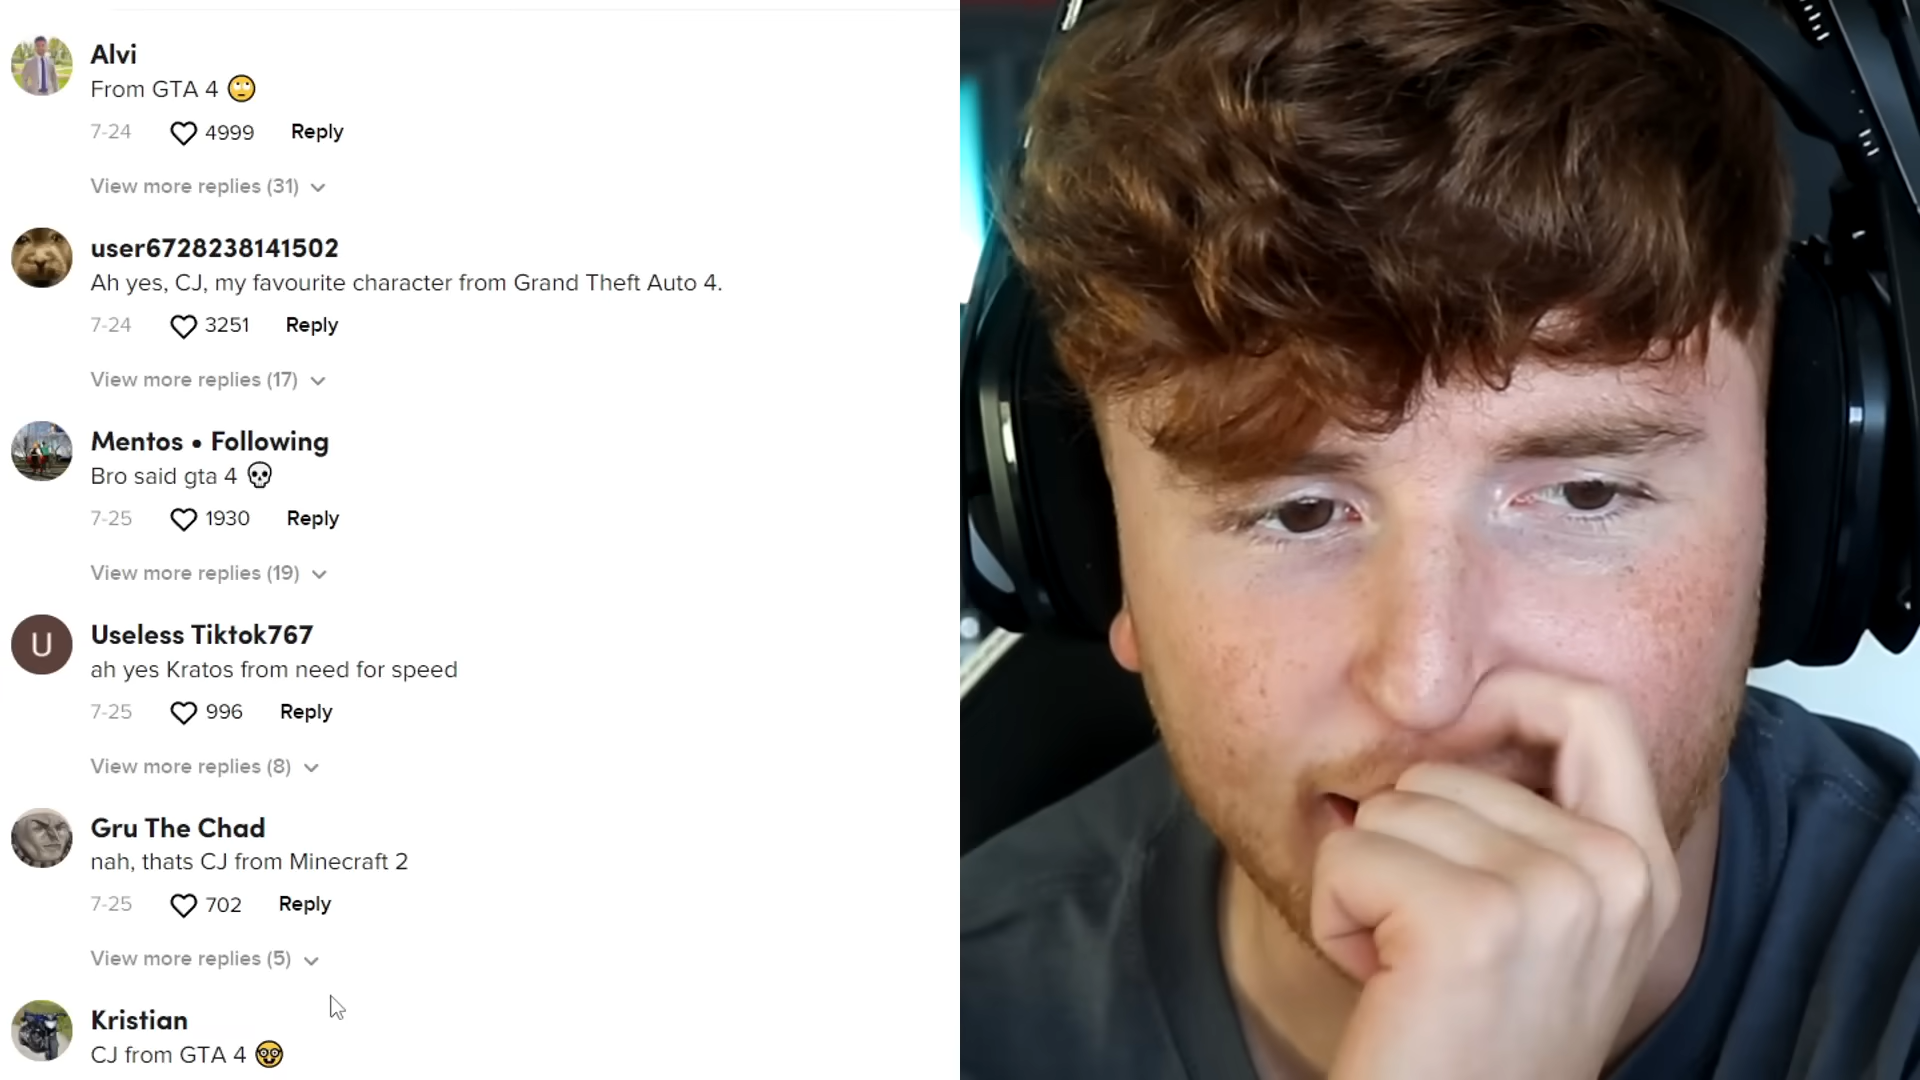 Alvi
From GTA 4 🙄
7-24 4999 Reply
View more replies (31)
user6728238141502
Ah yes, CJ, my favourite character from Grand Theft Auto 4.
7-24 3251 Reply
View more replies (17)
Mentos • Following
Bro said gta 4 💀
7-25 1930 Reply
View more replies (19)
U
Useless Tiktok767
ah yes Kratos from need for speed
7-25 996 Reply
View more replies (8)
Gru The Chad
nah, thats CJ from Minecraft 2
7-25 702 Reply
View more replies (5)
Kristian
CJ from GTA 4 🤓